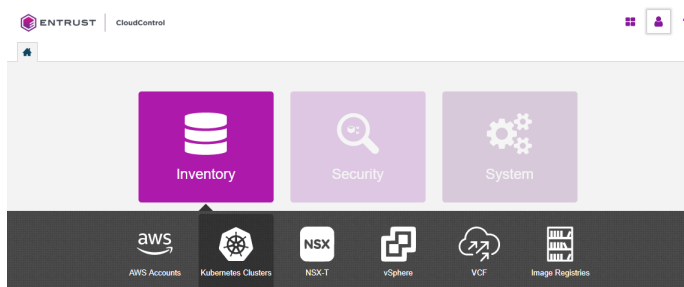 ENTRUST CloudControl
Inventory Security System
aws NSX
AWS Accounts Kubernetes Clusters NSX-T vSphere VCF Image Registries